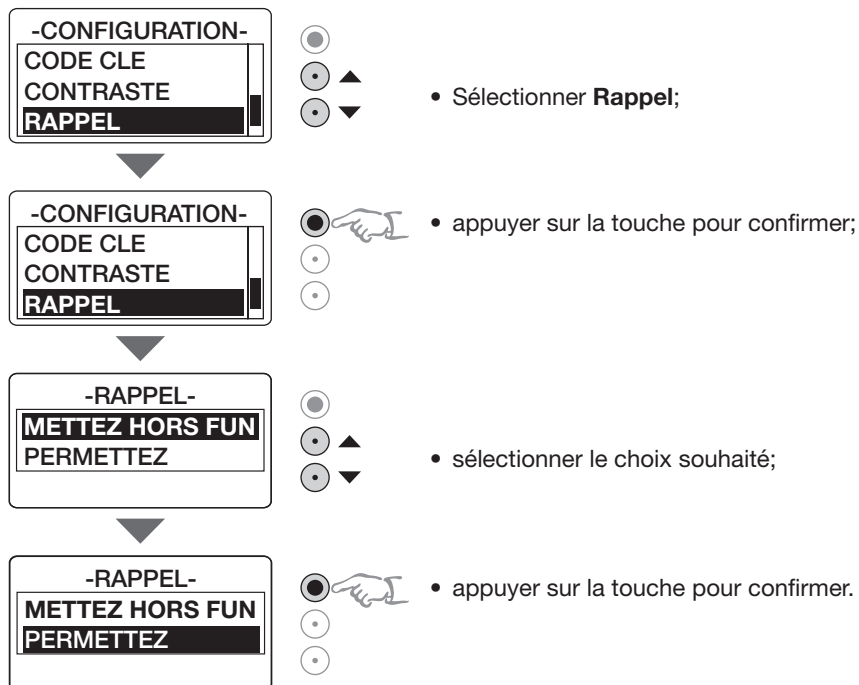 -CONFIGURATION-
CODE CLE
CONTRASTE
RAPPEL
• Sélectionner Rappel;
-CONFIGURATION-
CODE CLE
CONTRASTE
RAPPEL
• appuyer sur la touche pour confirmer;
-RAPPEL-
METTEZ HORS FUN
PERMETTEZ
• sélectionner le choix souhaité;
-RAPPEL-
METTEZ HORS FUN
PERMETTEZ
• appuyer sur la touche pour confirmer.